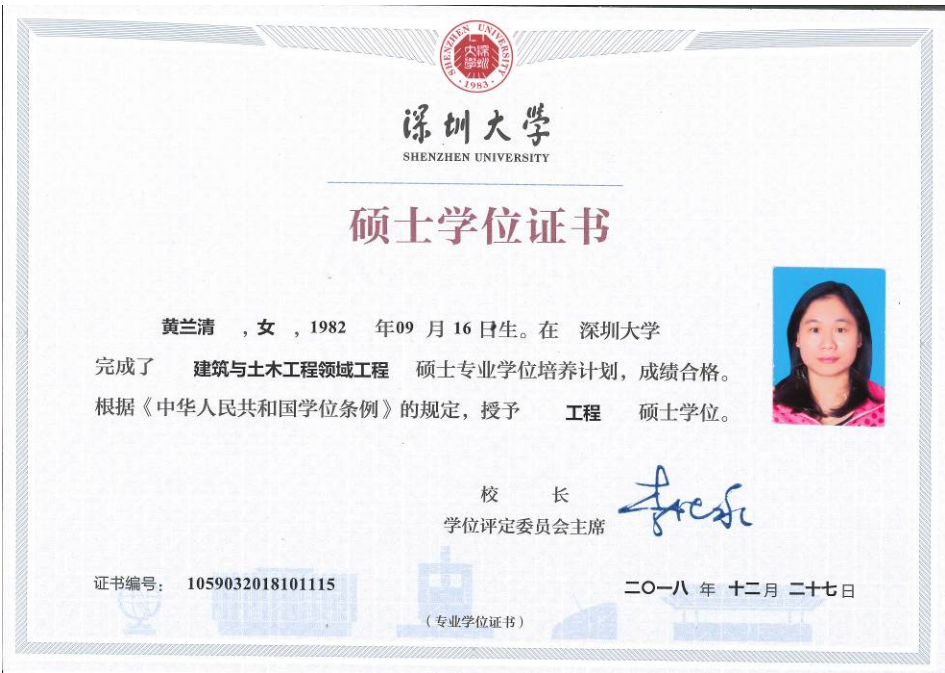 SHENZHEN UNIVERSITY
深圳大学
·1983·
深圳大学
SHENZHEN UNIVERSITY
硕士学位证书
黄兰清 ,女 ,1982 年09 月16 日生。在 深圳大学
完成了 建筑与土木工程领域工程 硕士专业学位培养计划，成绩合格。
根据《中华人民共和国学位条例》的规定，授予 工程 硕士学位。
校 长
学位评定委员会主席
证书编号： 1059032018101115
二〇一八 年 十二月 二十七日
（专业学位证书）